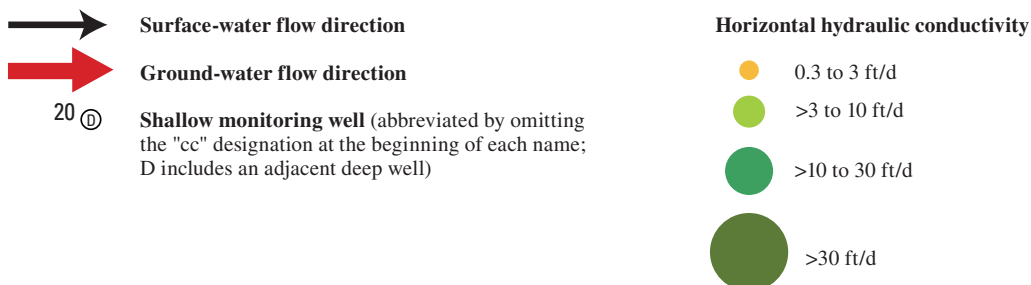 Surface-water flow direction
Ground-water flow direction
20 D
Shallow monitoring well (abbreviated by omitting
the "cc" designation at the beginning of each name;
D includes an adjacent deep well)
Horizontal hydraulic conductivity
0.3 to 3 ft/d
>3 to 10 ft/d
>10 to 30 ft/d
>30 ft/d